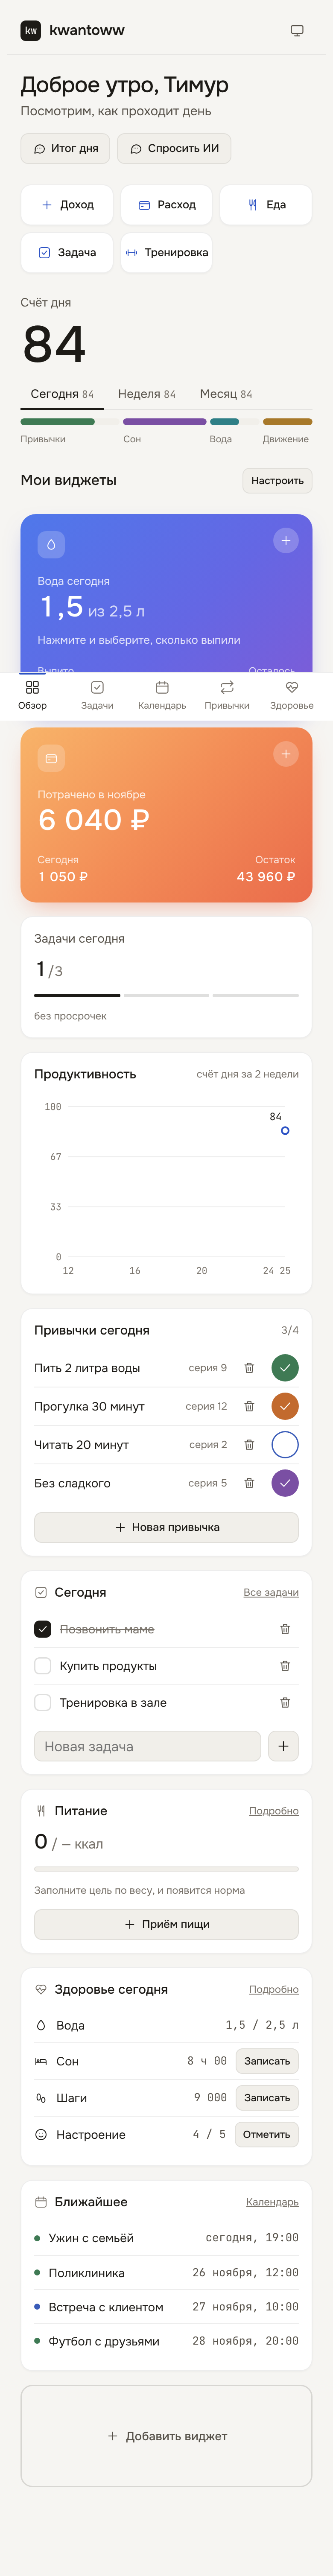 kw kwantoww
Доброе утро, Тимур
Посмотрим, как проходит день
Итог дня Спросить ИИ
Доход Расход Еда
Задача Тренировка
Счёт дня
84
Сегодня 84 Неделя 84 Месяц 84
Привычки Сон Вода Движение
Мои виджеты Настроить
Вода сегодня
1,5 из 2,5 л
Нажмите и выберите, сколько выпили
Выпито Осталось
Обзор Задачи Календарь Привычки Здоровье
Потрачено в ноябре
6 040 ₽
Сегодня Остаток
1 050 ₽ 43 960 ₽
Задачи сегодня
1 /3
без просрочек
Продуктивность счёт дня за 2 недели
84
100
67
33
0
12 16 20 24 25
Привычки сегодня 3/4
Пить 2 литра воды серия 9
Прогулка 30 минут серия 12
Читать 20 минут серия 2
Без сладкого серия 5
Новая привычка
Сегодня Все задачи
Позвонить маме
Купить продукты
Тренировка в зале
Новая задача
Питание Подробно
0 / — ккал
Заполните цель по весу, и появится норма
Приём пищи
Здоровье сегодня Подробно
Вода 1,5 / 2,5 л
Сон 8 ч 00 Записать
Шаги 9 000 Записать
Настроение 4 / 5 Отметить
Ближайшее Календарь
Ужин с семьёй сегодня, 19:00
Поликлиника 26 ноября, 12:00
Встреча с клиентом 27 ноября, 10:00
Футбол с друзьями 28 ноября, 20:00
Добавить виджет